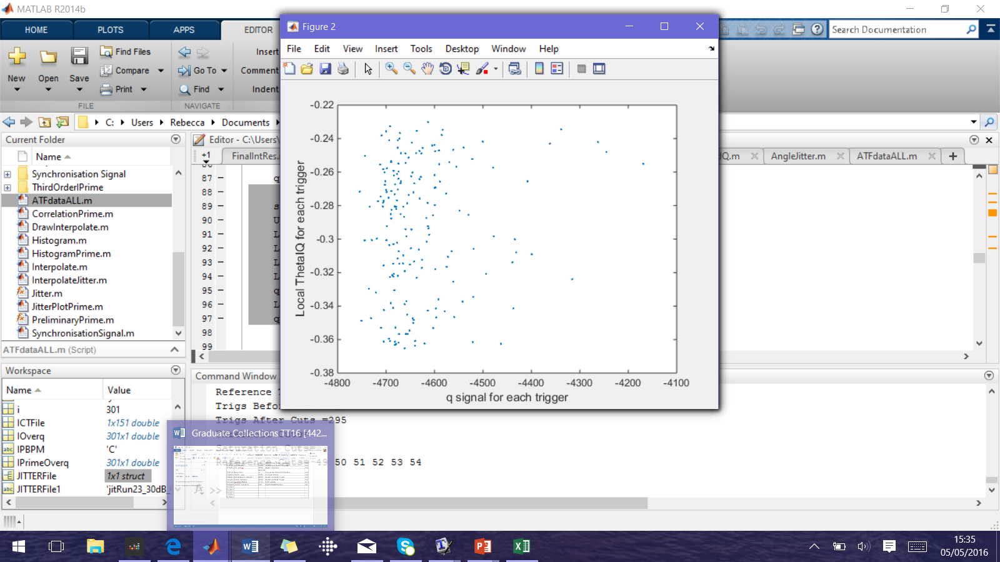 MATLAB R2014b
HOME PLOTS APPS EDITOR
Search Documentation
New Open Save
Find Files
Compare
Print
Go To
Find
Insert
Comment
Indent
FILE NAVIGATE
C: Users Rebecca Documents
Current Folder
Name
Synchronisation Signal
ThirdOrderIPrime
ATFdataALL.m
CorrelationPrime.m
DrawInterpolate.m
Histogram.m
HistogramPrime.m
Interpolate.m
InterpolateJitter.m
Jitter.m
JitterPlotPrime.m
PreliminaryPrime.m
SynchronisationSignal.m
ATFdataALL.m (Script)
Workspace
Name Value
i 301
ICTFile 1x151 double
IOverq 301x1 double
IPBPM 'C'
IPrimeOverq 301x1 double
JITTERFile 1x1 struct
JITTERFile1 'jitRun23_30dB_
Editor - C:\Users\
+1
FinalIntRes.
IQ.m AngleJitter.m ATFdataALL.m +
86
87 q
88
89 s
90 U
91 L
92 L
93 L
94 L
95 q
96 L
97 q
98
99
Figure 2
File Edit View Insert Tools Desktop Window Help
-0.22
-0.24
-0.26
-0.28
-0.3
-0.32
-0.34
-0.36
-0.38
Local ThetaIQ for each trigger
-4800 -4700 -4600 -4500 -4400 -4300 -4200 -4100
q signal for each trigger
Command Window
Reference
Trigs Befor
Trigs After Cuts =295
Saturation Cuts=
Reference Cuts= 49 50 51 52 53 54
fx >>
Graduate Collections TT16 [442...
15:35
05/05/2016